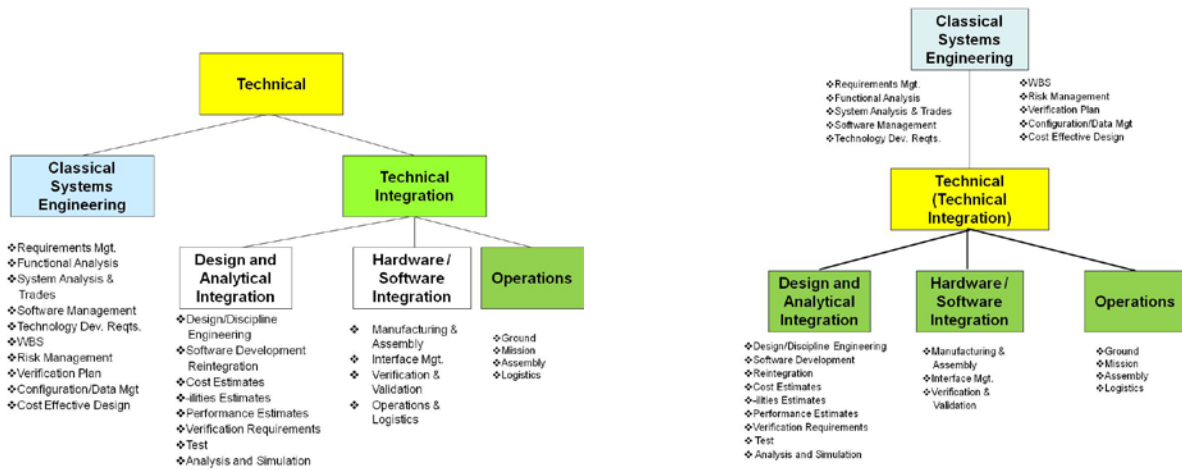 Technical
Classical
Systems
Engineering
❖Requirements Mgt.
❖Functional Analysis
❖System Analysis &
Trades
❖Software Management
❖Technology Dev. Reqts.
❖WBS
❖Risk Management
❖Verification Plan
❖Configuration/Data Mgt
❖Cost Effective Design
Technical
Integration
Design and
Analytical
Integration
❖Design/Discipline
Engineering
❖Software Development
Reintegration
❖Cost Estimates
❖-ilities Estimates
❖Performance Estimates
❖Verification Requirements
❖Test
❖Analysis and Simulation
Hardware /
Software
Integration
❖ Manufacturing &
Assembly
❖ Interface Mgt.
❖ Verification &
Validation
❖ Operations &
Logistics
Operations
❖Ground
❖Mission
❖Assembly
❖Logistics
Classical
Systems
Engineering
❖Requirements Mgt.
❖Functional Analysis
❖System Analysis & Trades
❖Software Management
❖Technology Dev. Reqts.
❖WBS
❖Risk Management
❖Verification Plan
❖Configuration/Data Mgt
❖Cost Effective Design
Technical
(Technical
Integration)
Design and
Analytical
Integration
❖Design/Discipline Engineering
❖Software Development
❖Reintegration
❖Cost Estimates
❖-ilities Estimates
❖Performance Estimates
❖Verification Requirements
❖Test
❖Analysis and Simulation
Hardware /
Software
Integration
❖Manufacturing &
Assembly
❖Interface Mgt.
❖Verification &
Validation
Operations
❖Ground
❖Mission
❖Assembly
❖Logistics